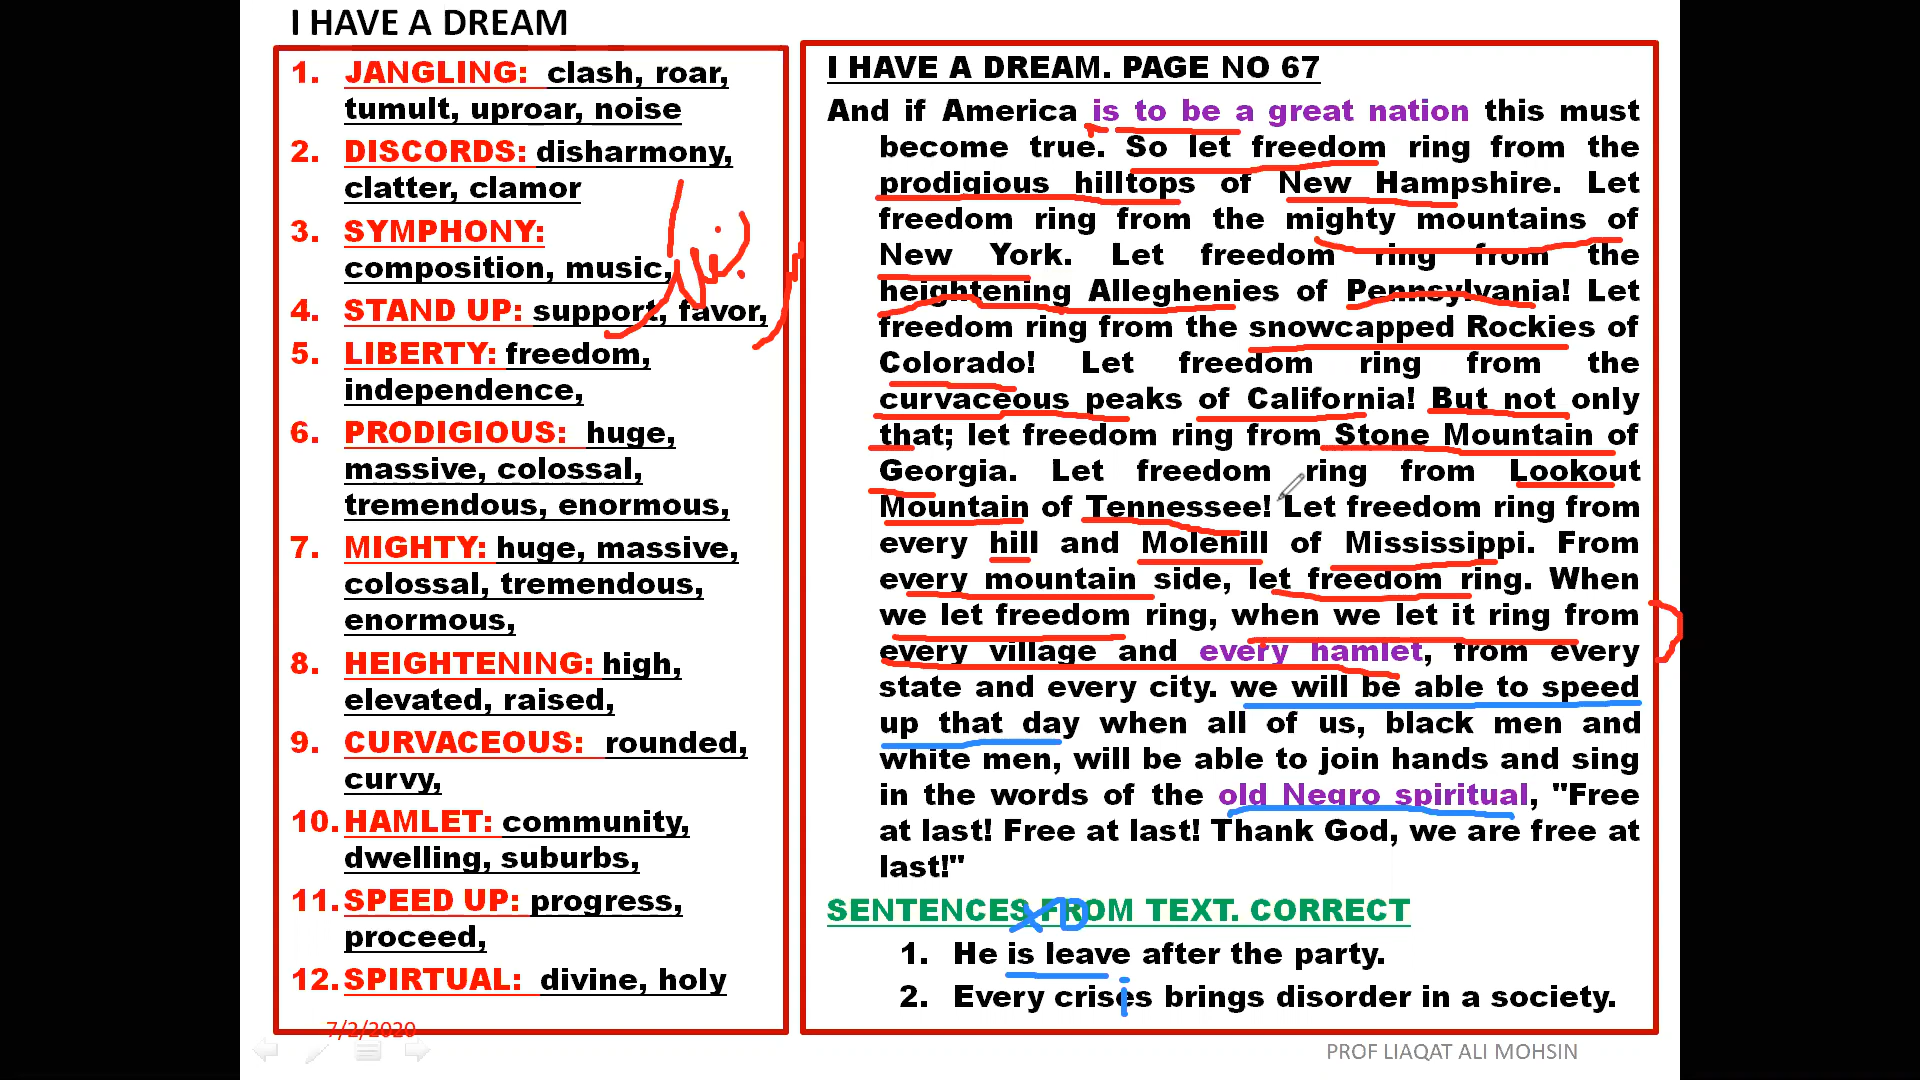 I HAVE A DREAM
1. JANGLING: clash, roar,
tumult, uproar, noise
2. DISCORDS: disharmony,
clatter, clamor
3. SYMPHONY:
composition, music,
4. STAND UP: support, favor,
5. LIBERTY: freedom,
independence,
6. PRODIGIOUS: huge,
massive, colossal,
tremendous, enormous,
7. MIGHTY: huge, massive,
colossal, tremendous,
enormous,
8. HEIGHTENING: high,
elevated, raised,
9. CURVACEOUS: rounded,
curvy,
10. HAMLET: community,
dwelling, suburbs,
11. SPEED UP: progress,
proceed,
12. SPIRTUAL: divine, holy
7/2/2020
I HAVE A DREAM. PAGE NO 67
And if America is to be a great nation this must
become true. So let freedom ring from the
prodigious hilltops of New Hampshire. Let
freedom ring from the mighty mountains of
New York. Let freedom ring from the
heightening Alleghenies of Pennsylvania! Let
freedom ring from the snowcapped Rockies of
Colorado! Let freedom ring from the
curvaceous peaks of California! But not only
that; let freedom ring from Stone Mountain of
Georgia. Let freedom ring from Lookout
Mountain of Tennessee! Let freedom ring from
every hill and Molehill of Mississippi. From
every mountain side, let freedom ring. When
we let freedom ring, when we let it ring from
every village and every hamlet, from every
state and every city. we will be able to speed
up that day when all of us, black men and
white men, will be able to join hands and sing
in the words of the old Negro spiritual, "Free
at last! Free at last! Thank God, we are free at
last!"
SENTENCES FROM TEXT. CORRECT
1. He is leave after the party.
2. Every crises brings disorder in a society.
PROF LIAQAT ALI MOHSIN